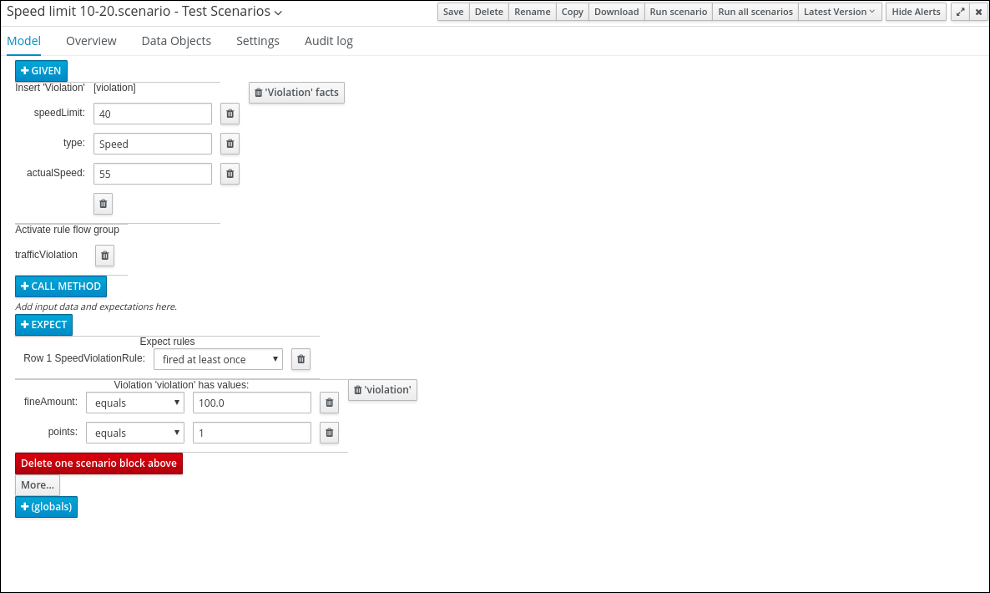 Speed limit 10-20.scenario - Test Scenarios
Save Delete Rename Copy Download Run scenario Run all scenarios Latest Version Hide Alerts
Model Overview Data Objects Settings Audit log
+ GIVEN
Insert 'Violation' [violation]
'Violation' facts
speedLimit: 40
type: Speed
actualSpeed: 55
Activate rule flow group
trafficViolation
+ CALL METHOD
Add input data and expectations here.
+ EXPECT
Expect rules
Row 1 SpeedViolationRule: fired at least once
Violation 'violation' has values:
'violation'
fineAmount: equals 100.0
points: equals 1
Delete one scenario block above
More...
+ (globals)